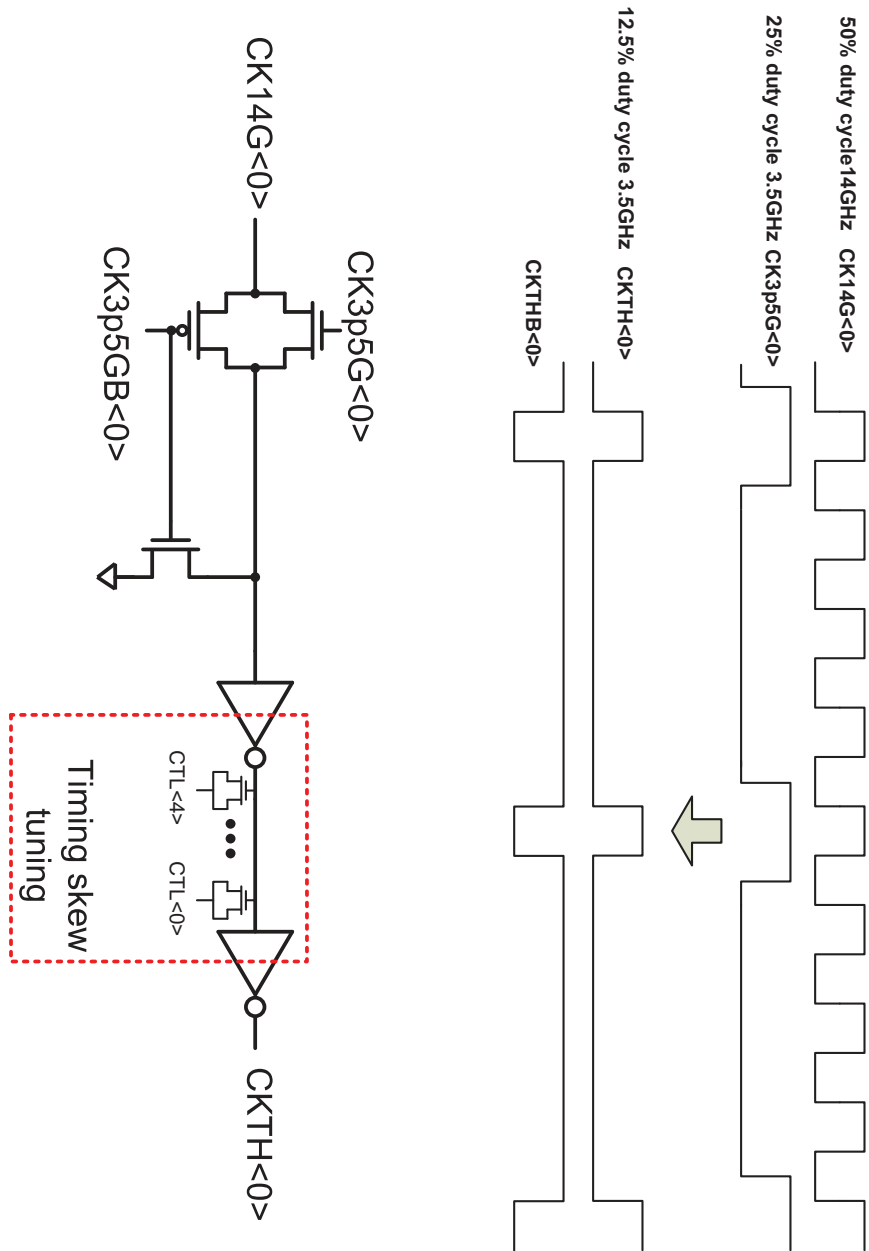 50% duty cycle14GHz CK14G<0>
25% duty cycle 3.5GHz CK3p5G<0>
12.5% duty cycle 3.5GHz CKTH<0>
CKTHB<0>
CK3p5G<0>
CK14G<0>
CK3p5GB<0>
CTL<4>
CTL<0>
CKTH<0>
Timing skew
tuning